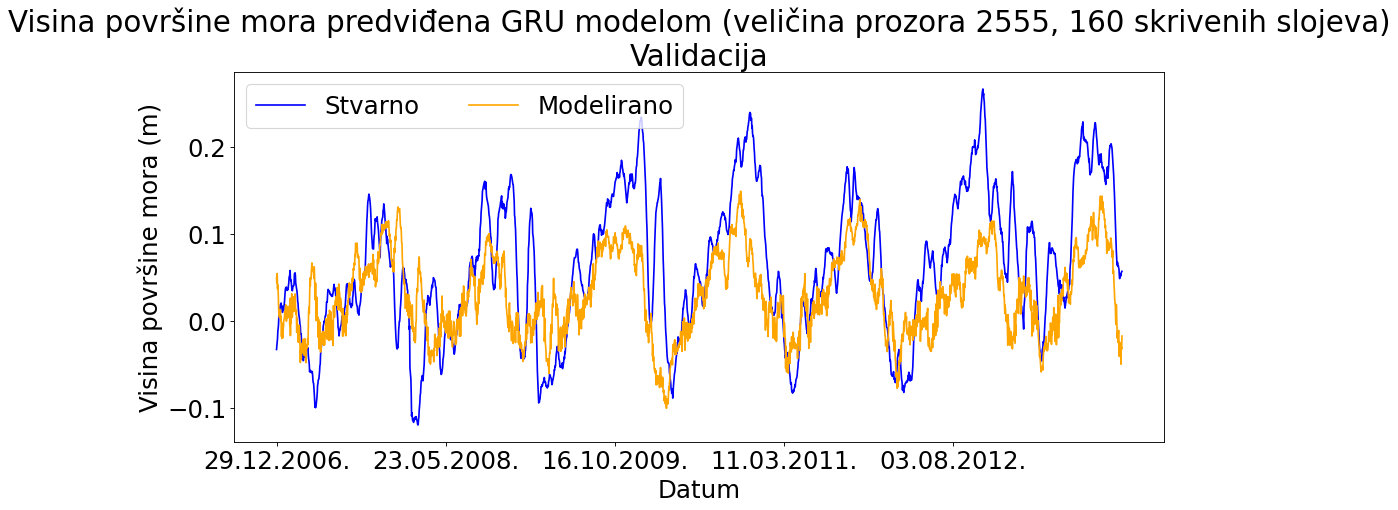 Visina površine mora predviđena GRU modelom (veličina prozora 2555, 160 skrivenih slojeva)
Validacija
Stvarno
Modelirano
Visina površine mora (m)
0.2
0.1
0.0
−0.1
29.12.2006.
23.05.2008.
16.10.2009.
11.03.2011.
03.08.2012.
Datum